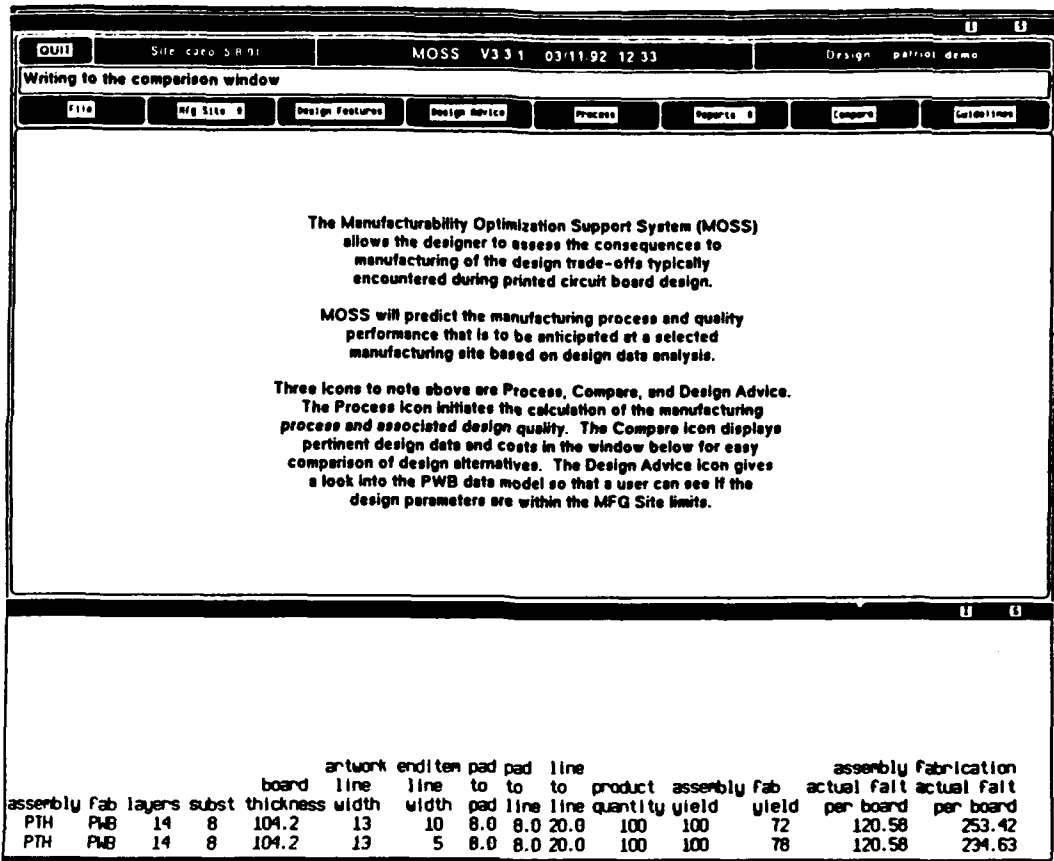 QUIT Site caeo 5.8.91 MOSS V3 3 1 03/11.92 12 33 Design patriot demo
Writing to the comparison window
File Mfg Site Design Features Design Advice Process Reports Compare Guidelines
The Manufacturability Optimization Support System (MOSS)
allows the designer to assess the consequences to
manufacturing of the design trade-offs typically
encountered during printed circuit board design.
MOSS will predict the manufacturing process and quality
performance that is to be anticipated at a selected
manufacturing site based on design data analysis.
Three Icons to note above are Process, Compare, and Design Advice.
The Process icon initiates the calculation of the manufacturing
process and associated design quality. The Compare icon displays
pertinent design data and costs in the window below for easy
comparison of design alternatives. The Design Advice icon gives
a look into the PWB data model so that a user can see if the
design parameters are within the MFG Site limits.
artwork enditem pad pad line assembly fabrication
board line line to to to product assembly fab actual falt actual falt
assembly fab layers subst thickness width width pad line line quantity yield yield per board per board
PTH PWB 14 8 104.2 13 10 8.0 8.0 20.0 100 100 72 120.58 253.42
PTH PWB 14 8 104.2 13 5 8.0 8.0 20.0 100 100 78 120.58 234.63